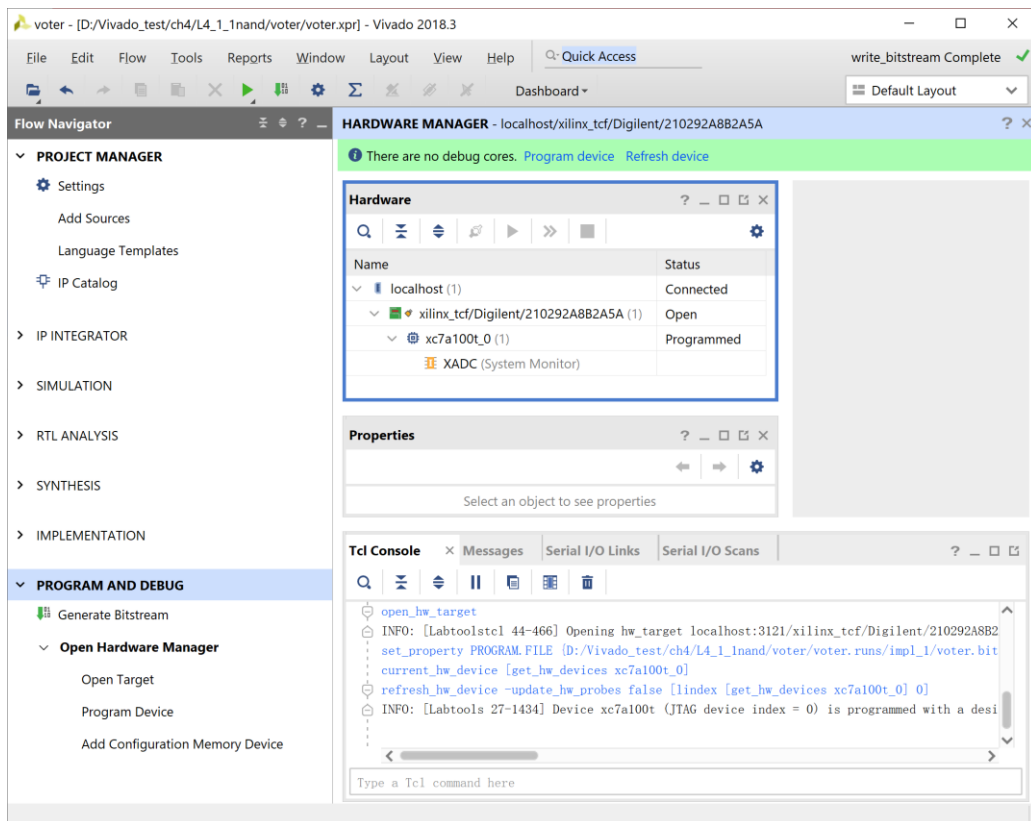 voter - [D:/Vivado_test/ch4/L4_1_1nand/voter/voter.xpr] - Vivado 2018.3
File Edit Flow Tools Reports Window Layout View Help Quick Access write_bitstream Complete
Dashboard Default Layout
Flow Navigator
PROJECT MANAGER
Settings
Add Sources
Language Templates
IP Catalog
IP INTEGRATOR
SIMULATION
RTL ANALYSIS
SYNTHESIS
IMPLEMENTATION
PROGRAM AND DEBUG
Generate Bitstream
Open Hardware Manager
Open Target
Program Device
Add Configuration Memory Device
HARDWARE MANAGER - localhost/xilinx_tcf/Digilent/210292A8B2A5A
There are no debug cores. Program device Refresh device
Hardware
Name Status
localhost (1) Connected
xilinx_tcf/Digilent/210292A8B2A5A (1) Open
xc7a100t_0 (1) Programmed
XADC (System Monitor)
Properties
Select an object to see properties
Tcl Console Messages Serial I/O Links Serial I/O Scans
open_hw_target
INFO: [Labtoolstcl 44-466] Opening hw_target localhost:3121/xilinx_tcf/Digilent/210292A8B2
set_property PROGRAM.FILE {D:/Vivado_test/ch4/L4_1_1nand/voter/voter.runs/impl_1/voter.bit
current_hw_device [get_hw_devices xc7a100t_0]
refresh_hw_device -update_hw_probes false [lindex [get_hw_devices xc7a100t_0] 0]
INFO: [Labtools 27-1434] Device xc7a100t (JTAG device index = 0) is programmed with a desi
Type a Tcl command here